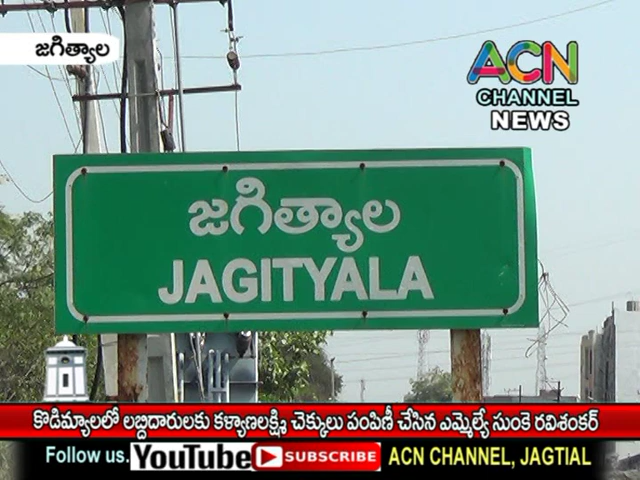 జగిత్యాల
ACN
CHANNEL
NEWS
జగిత్యాల
JAGITYALA
కొడిమ్యాలలో లబ్దిదారులకు కళ్యాణలక్ష్మి చెక్కులు పంపిణీ చేసిన ఎమ్మెల్యే సుంకె రవిశంకర్
Follow us. YouTube SUBSCRIBE ACN CHANNEL, JAGTIAL